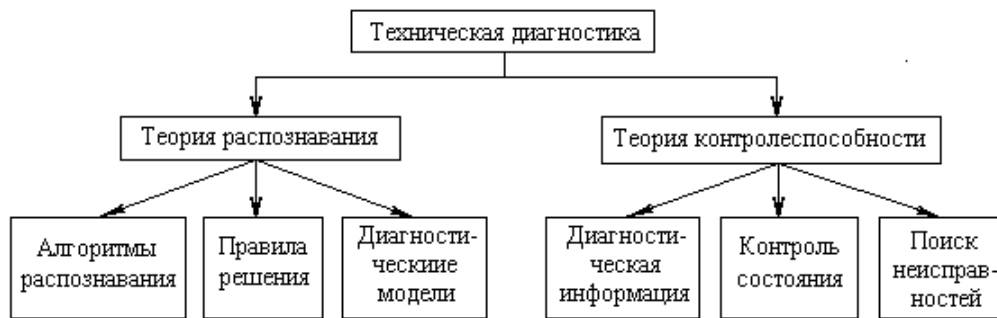 Техническая диагностика
Теория распознавания
Теория контролеспособности
Алгоритмы
распознавания
Правила
решения
Диагности-
ческииe
модели
Диагности-
ческая
информация
Контроль
состояния
Поиск
неисправ-
ностей